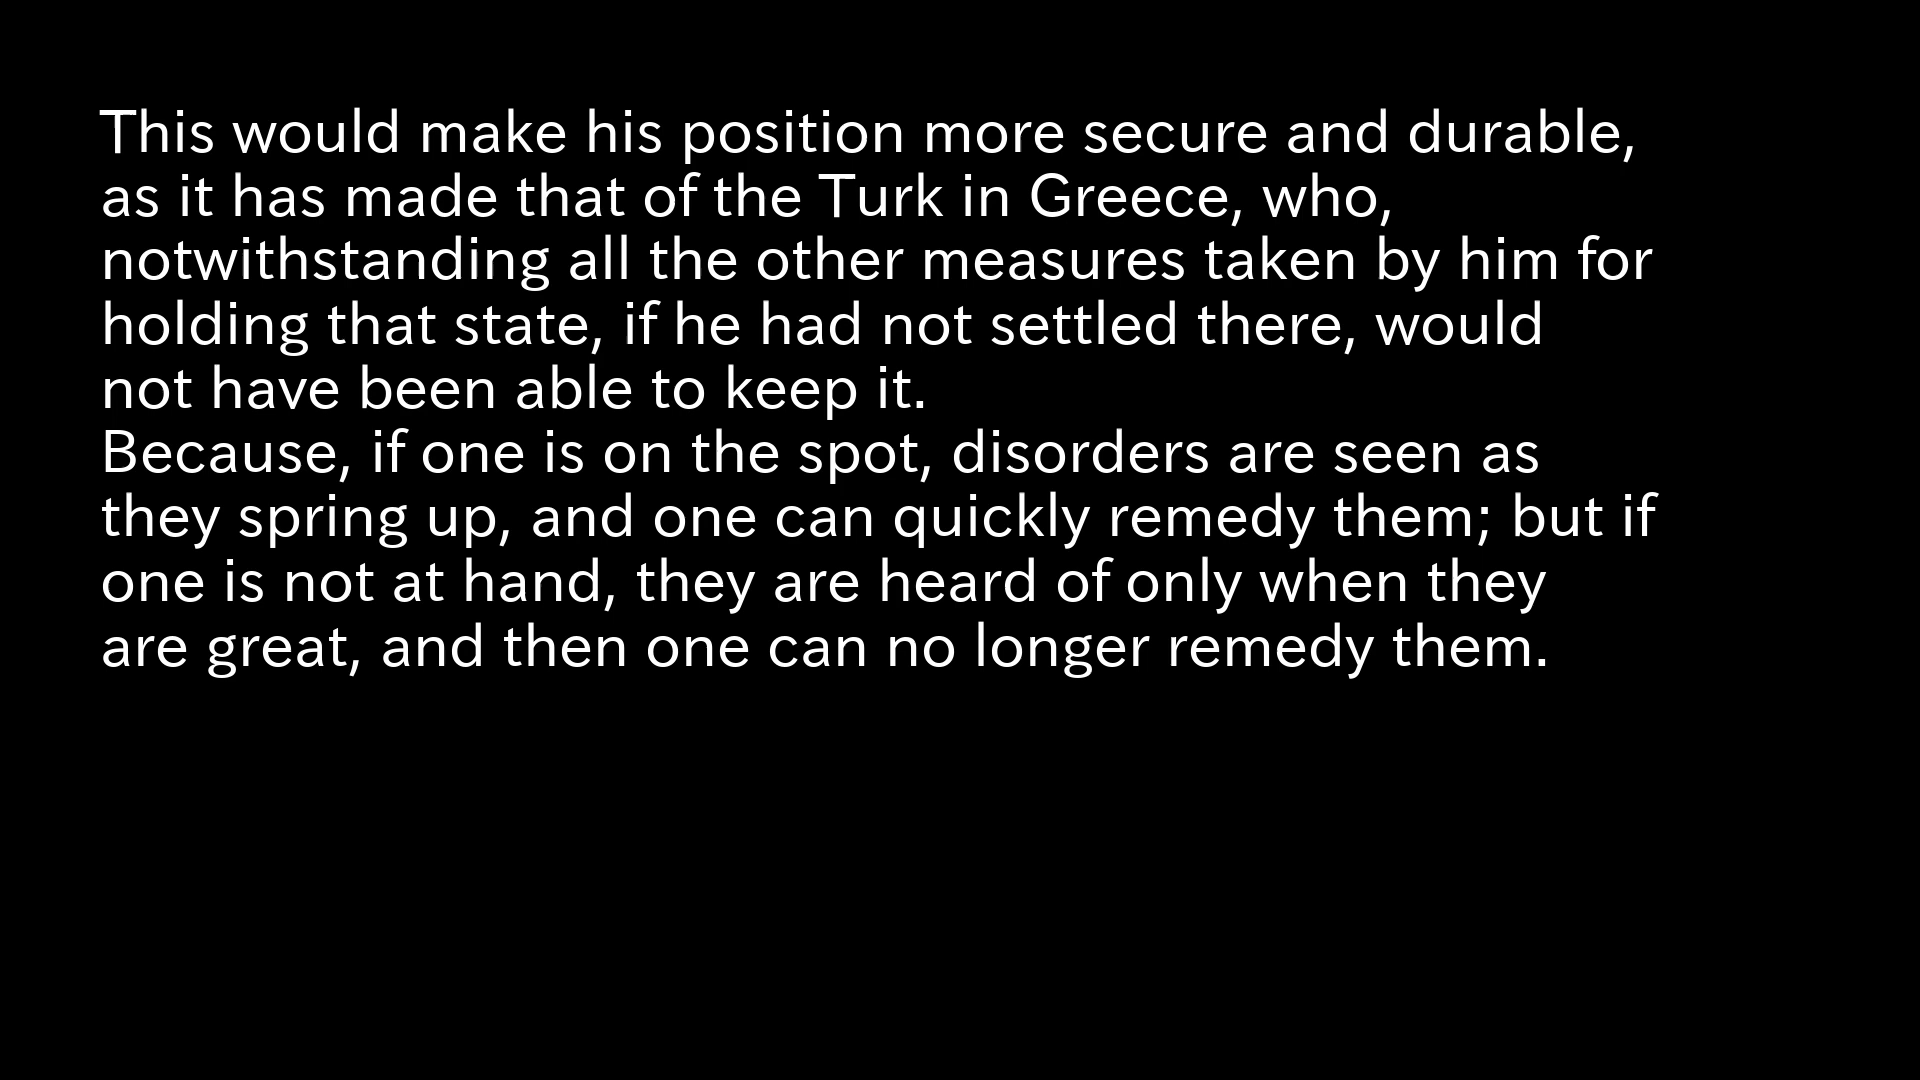 This would make his position more secure and durable,
as it has made that of the Turk in Greece, who,
notwithstanding all the other measures taken by him for
holding that state, if he had not settled there, would
not have been able to keep it.
Because, if one is on the spot, disorders are seen as
they spring up, and one can quickly remedy them; but if
one is not at hand, they are heard of only when they
are great, and then one can no longer remedy them.